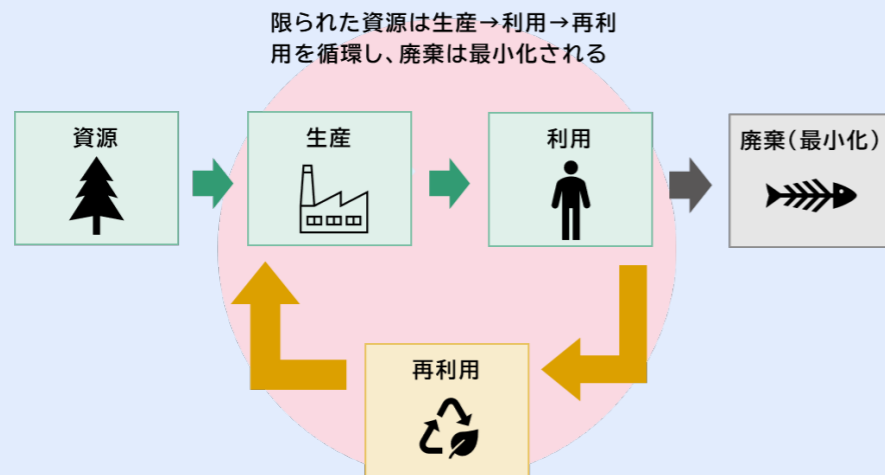 限られた資源は生産→利用→再利
用を循環し、廃棄は最小化される
資源
生産
利用
廃棄(最小化)
再利用